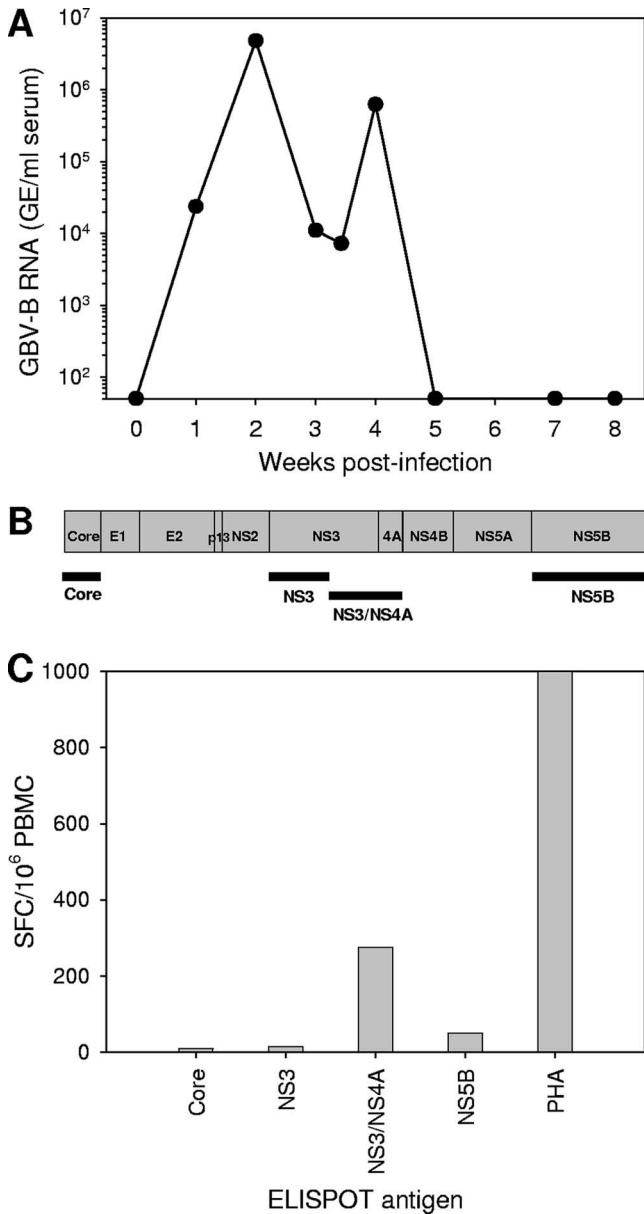 A
GBV-B RNA (GE/ml serum)
10⁷
10⁶
10⁵
10⁴
10³
10²
0 1 2 3 4 5 6 7 8
Weeks post-infection
B
Core E1 E2 p13 NS2 NS3 4A NS4B NS5A NS5B
Core NS3 NS3/NS4A NS5B
C
SFC/10⁶ PBMC
1000
800
600
400
200
0
Core NS3 NS3/NS4A NS5B PHA
ELISPOT antigen